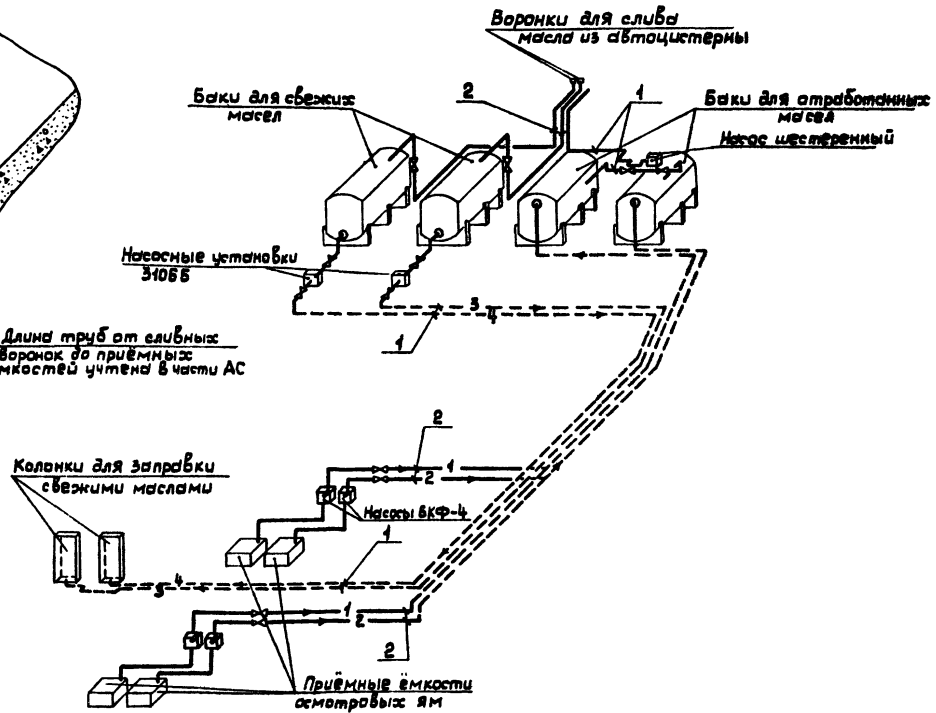 Воронки для слива
масла из автоцистерны
Баки для свежих
масел
2
1
Баки для отработанных
масел
Насос шестеренный
Насосные установки
3106Б
3
4
1
Длина труб от сливных
воронок до приёмных
мкостей учтена в части АС
2
Колонки для заправки
свежими маслами
1
2
Насосы ВКФ-4
1
4
3
1
2
2
Приёмные ёмкости
осмотровых ям